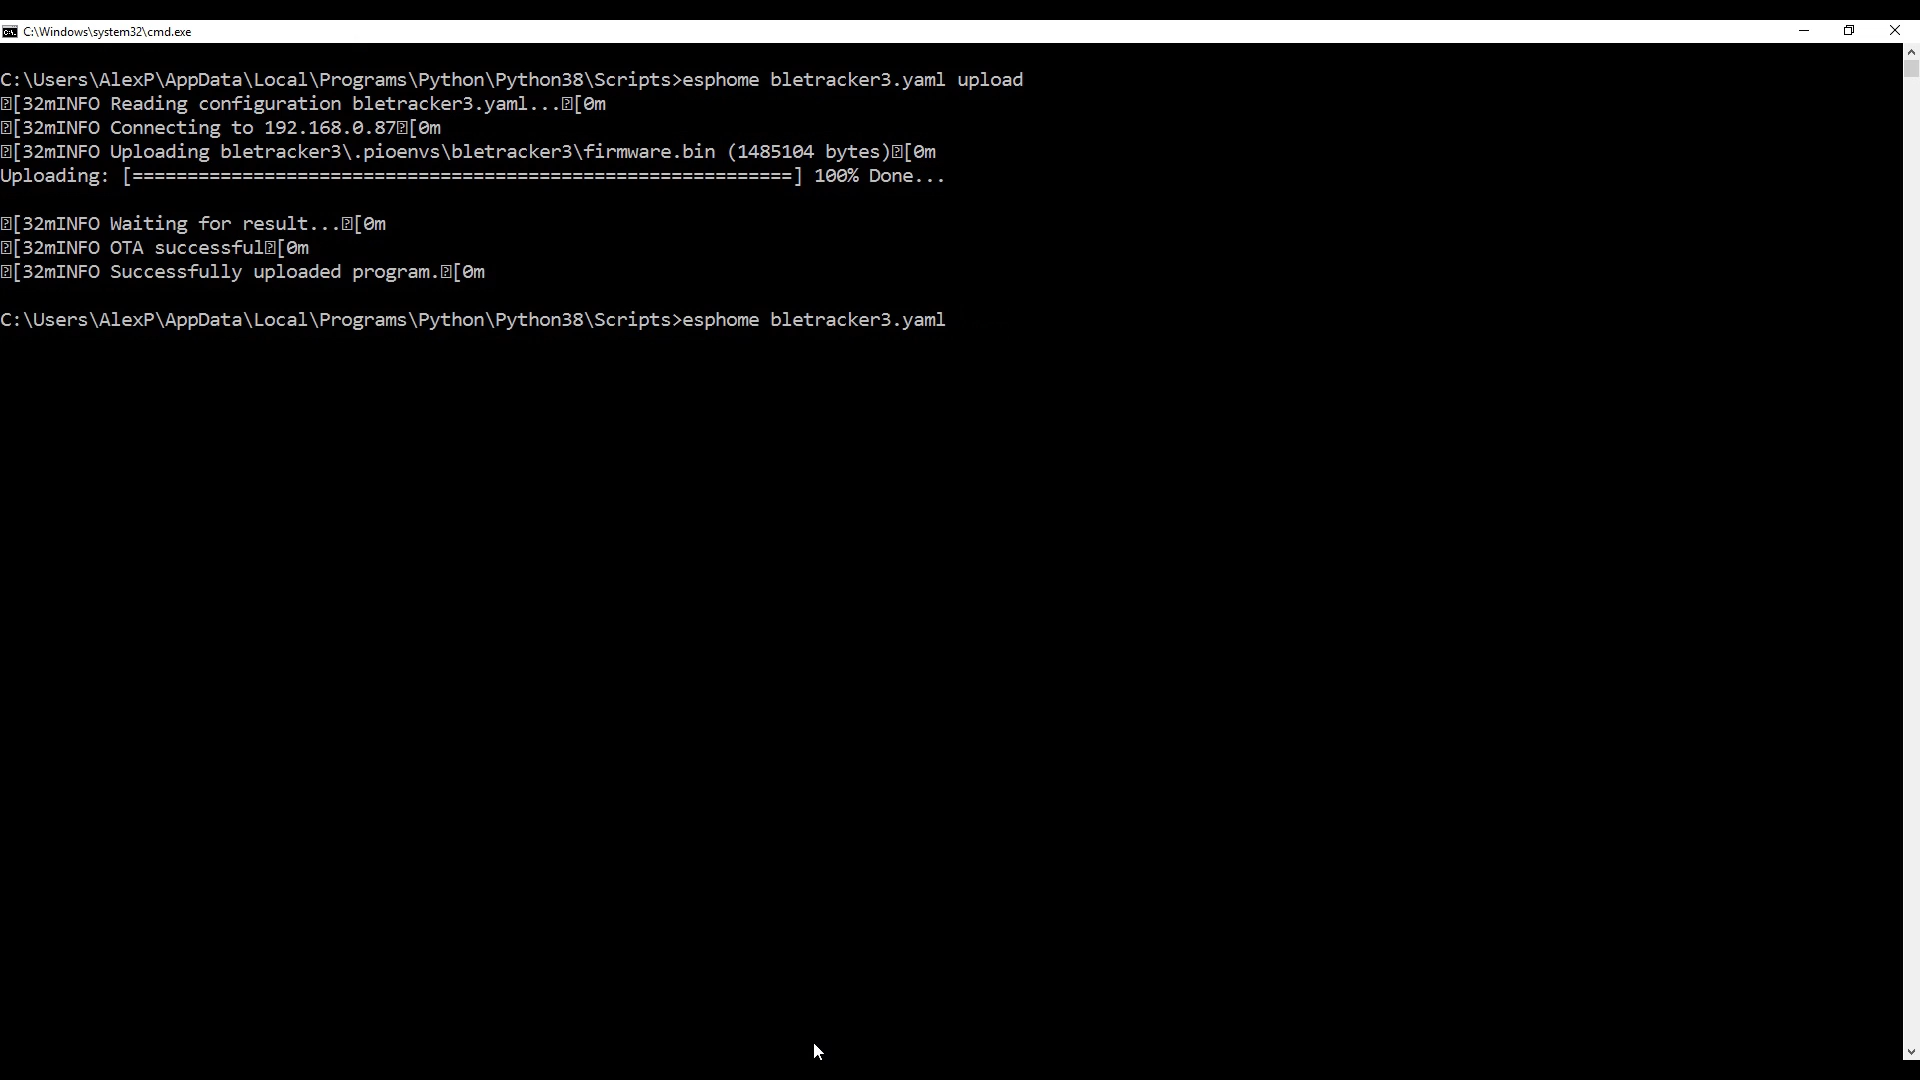 C:\Windows\system32\cmd.exe
C:\Users\AlexP\AppData\Local\Programs\Python\Python38\Scripts>esphome bletracker3.yaml upload
⍰[32mINFO Reading configuration bletracker3.yaml...⍰[0m
⍰[32mINFO Connecting to 192.168.0.87⍰[0m
⍰[32mINFO Uploading bletracker3\.pioenvs\bletracker3\firmware.bin (1485104 bytes)⍰[0m
Uploading: [============================================================] 100% Done...
⍰[32mINFO Waiting for result...⍰[0m
⍰[32mINFO OTA successful⍰[0m
⍰[32mINFO Successfully uploaded program.⍰[0m
C:\Users\AlexP\AppData\Local\Programs\Python\Python38\Scripts>esphome bletracker3.yaml